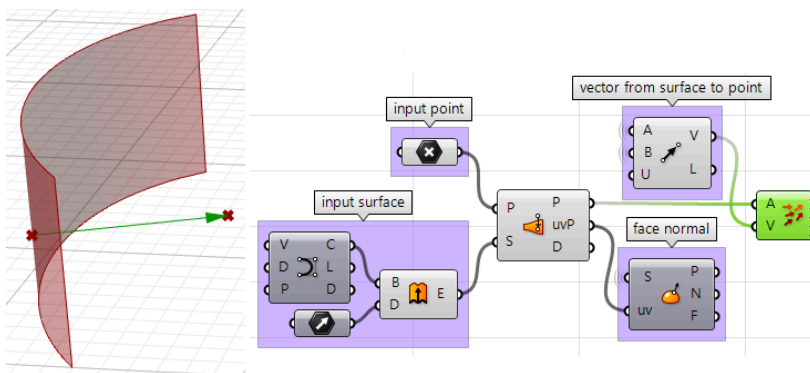 vector from surface to point
input point
A
B
U
V
L
input surface
P
S
P
uvP
D
A
V
face normal
V
D
P
C
L
D
B
D
E
S
uv
P
N
F